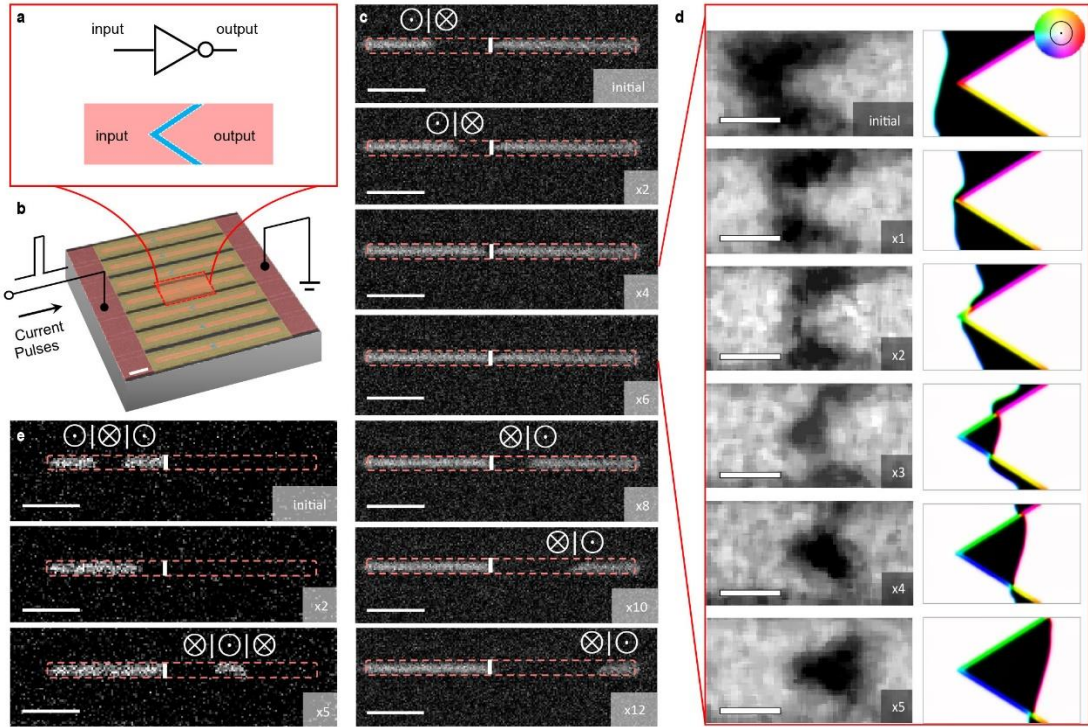 a
input
output
input
output
b
Current
Pulses
c
initial
x2
x4
x6
x8
x10
x12
d
initial
x1
x2
x3
x4
x5
e
initial
x2
x5